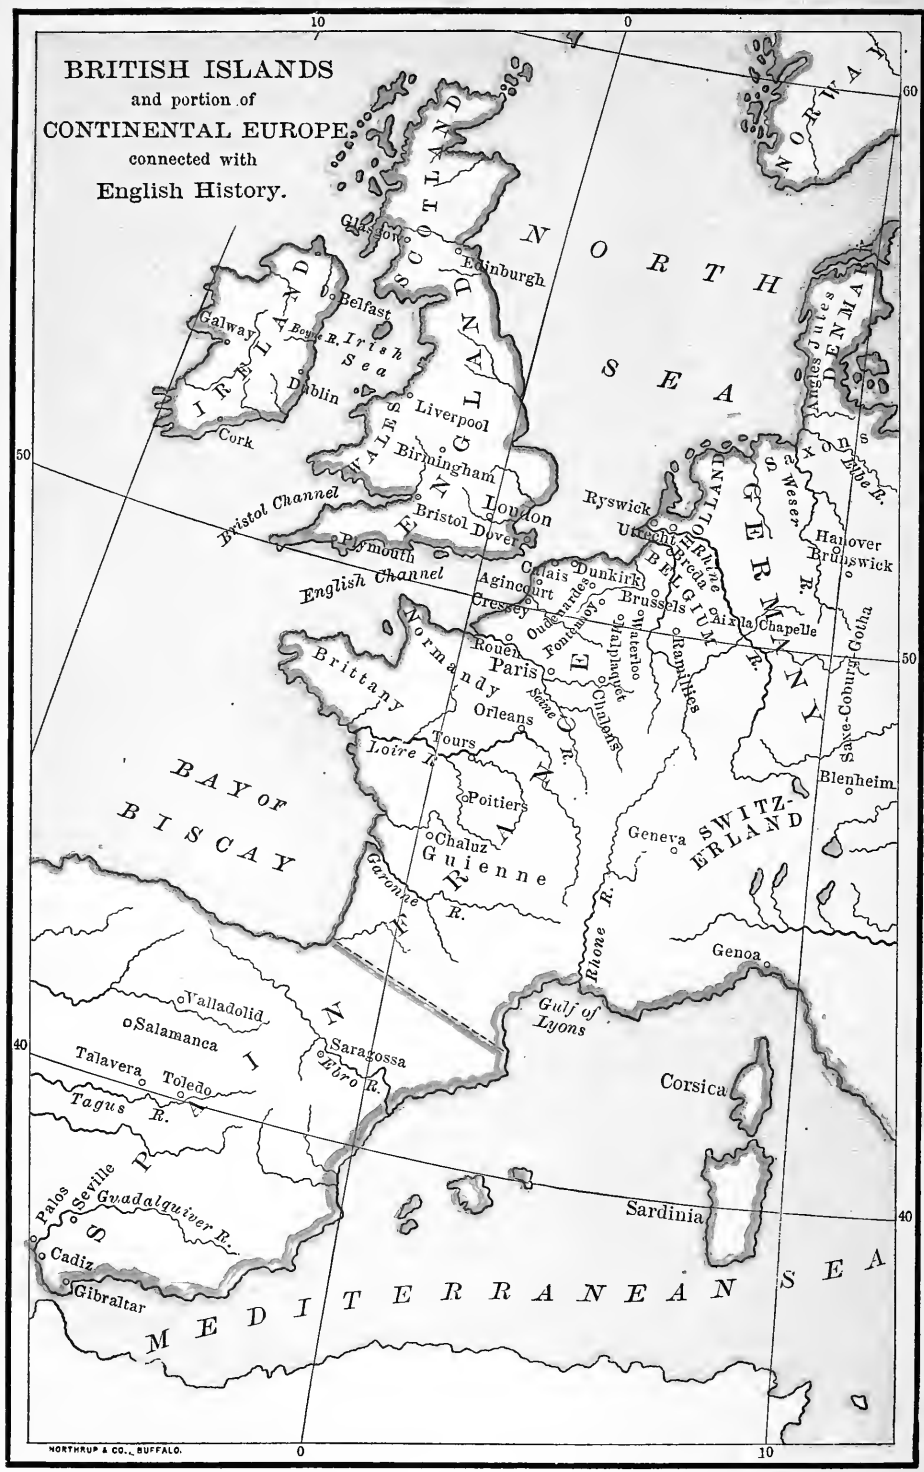 10
0
BRITISH ISLANDS
and portion of
CONTINENTAL EUROPE,
connected with
English History.
60
NORWAY
SCOTLAND
Glasgow
Edinburgh
NORTH
SEA
Belfast
Galway
Boyne R.
Irish
Sea
IRELAND
Dublin
Cork
ENGLAND
Liverpool
WALES
Birmingham
London
Bristol
Dover
Bristol Channel
Plymouth
English Channel
Angles Jutes
DENMA
Saxons
Elbe R.
Weser
R.
50
Ryswick
Utrecht
HOLLAND
Rhine
R.
Breda
GERMANY
Hanover
Brunswick
Calais
Dunkirk
Agincourt
Cressey
Oudenardes
Fontenoy
Brussels
BELGIUM
Aix la Chapelle
Malphaquet
Waterloo
Ramillies
50
Saxe-Coburg-Gotha
Rouen
Paris
Normandy
Brittany
Seine
R.
Chalons
Orleans
Tours
Loire R.
FRANCE
Blenheim
Poitiers
Chaluz
Guienne
Geneva
SWITZ-
ERLAND
BAY OF
BISCAY
Garonne
R.
Rhone R.
Genoa
Gulf of
Lyons
Valladolid
Salamanca
SPAIN
Saragossa
Ebro R.
40
Talavera
Toledo
Tagus R.
Corsica
Palos
Seville
Guadalquiver R.
Sardinia
40
Cadiz
Gibraltar
MEDITERRANEAN SEA
NORTHRUP & CO., BUFFALO.
0
10